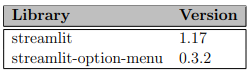 Library Version
streamlit 1.17
streamlit-option-menu 0.3.2